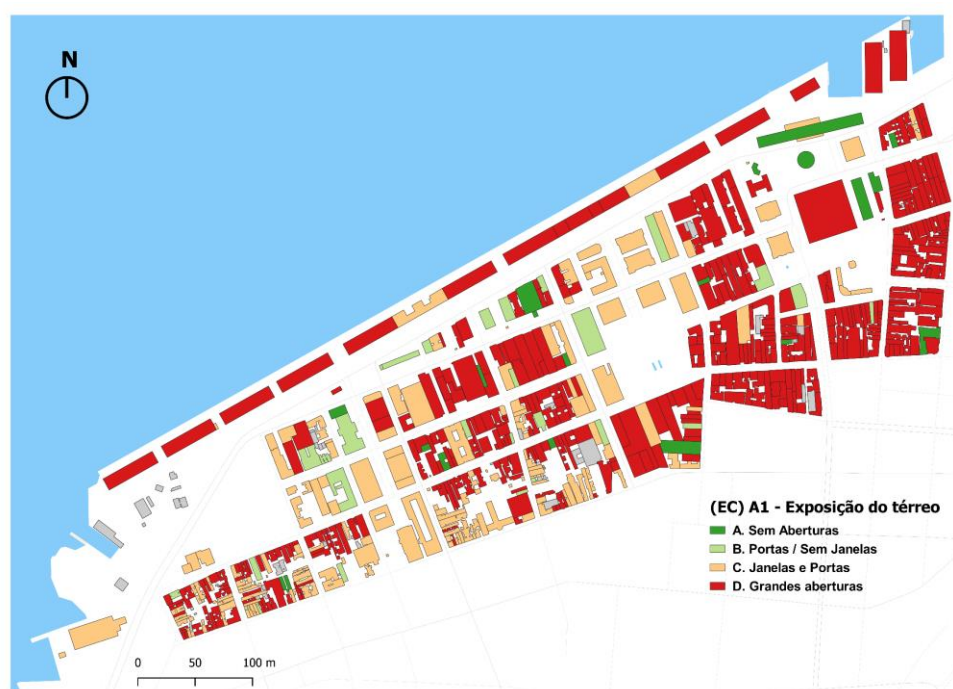 N
(EC) A1 - Exposição do térreo
A. Sem Aberturas
B. Portas / Sem Janelas
C. Janelas e Portas
D. Grandes aberturas
0 50 100 m